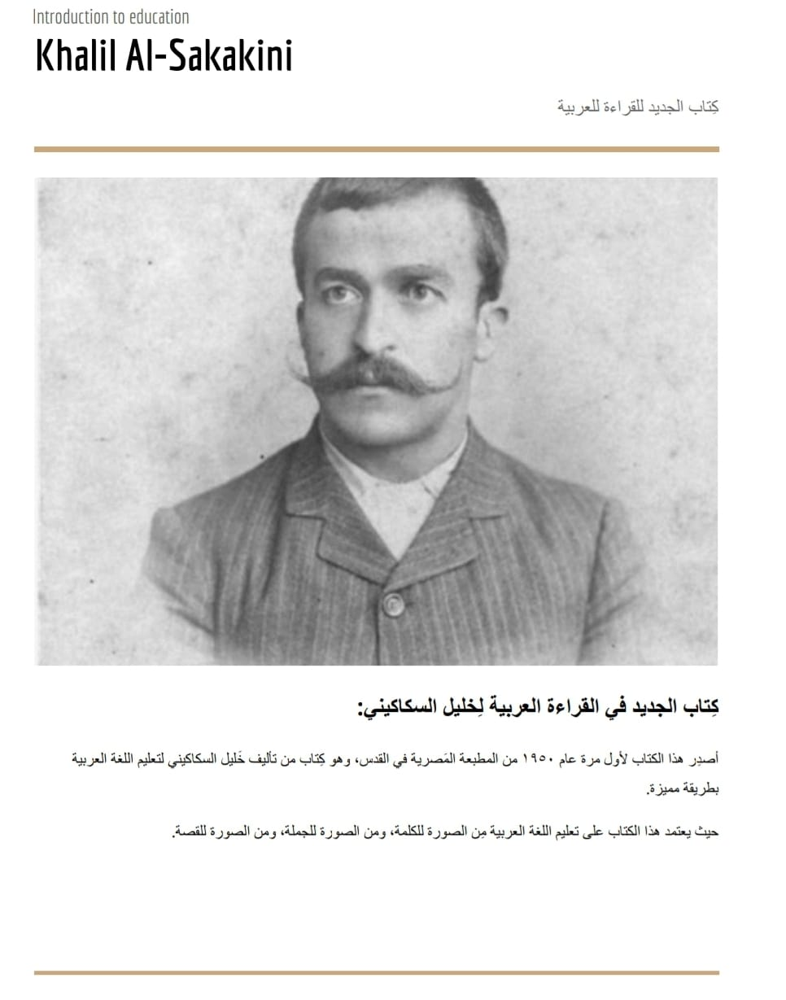 Introduction to education
Khalil Al-Sakakini
كِتاب الجديد للقراءة للعربية
كِتاب الجديد في القراءة العربية لِخليل السكاكيني:
أصدِر هذا الكتاب لأول مرة عام ١٩٥٠ من المطبعة المَصرية في القدس، وهو كِتاب من تأليف خَليل السكاكيني لتعليم اللغة العربية
بطريقة مميزة.
حيث يعتمد هذا الكتاب على تعليم اللغة العربية مِن الصورة للكلمة، ومن الصورة للجملة، ومن الصورة للقصة.